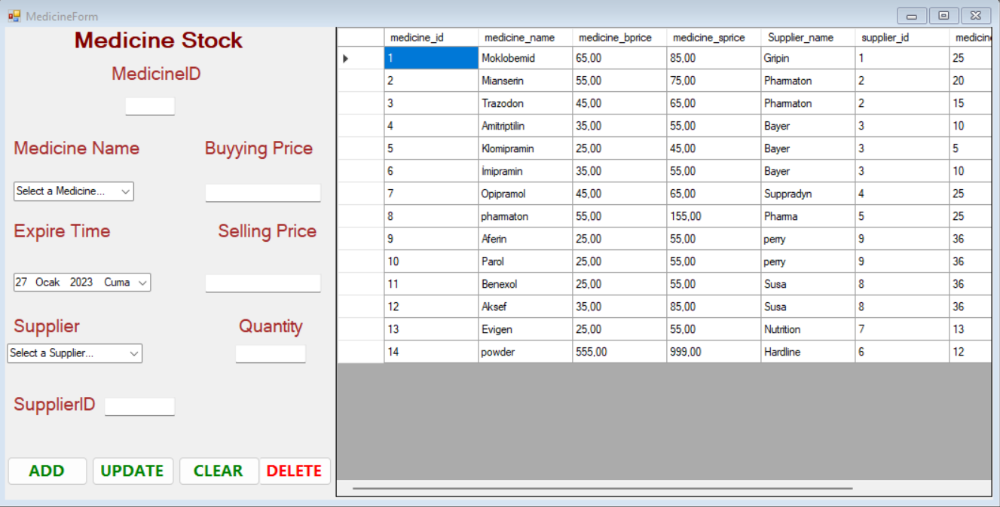 MedicineForm
Medicine Stock
MedicineID
Medicine Name Buyying Price
Select a Medicine...
Expire Time Selling Price
27 Ocak 2023 Cuma
Supplier Quantity
Select a Supplier...
SupplierID
ADD UPDATE CLEAR DELETE
medicine_id medicine_name medicine_bprice medicine_sprice Supplier_name supplier_id medicine
1 Moklobemid 65,00 85,00 Gripin 1 25
2 Mianserin 55,00 75,00 Pharmaton 2 20
3 Trazodon 45,00 65,00 Pharmaton 2 15
4 Amitriptilin 35,00 55,00 Bayer 3 10
5 Klomipramin 25,00 45,00 Bayer 3 5
6 İmipramin 35,00 55,00 Bayer 3 10
7 Opipramol 45,00 65,00 Suppradyn 4 25
8 pharmaton 55,00 155,00 Pharma 5 25
9 Aferin 25,00 55,00 perry 9 36
10 Parol 25,00 55,00 perry 9 36
11 Benexol 25,00 55,00 Susa 8 36
12 Aksef 35,00 85,00 Susa 8 36
13 Evigen 25,00 55,00 Nutrition 7 13
14 powder 555,00 999,00 Hardline 6 12